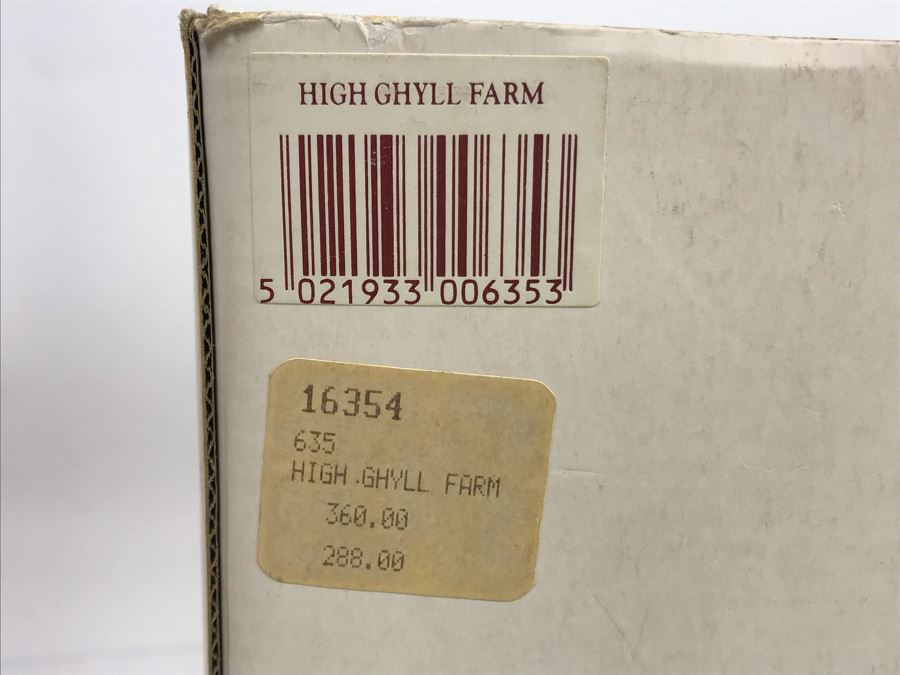 HIGH GHYLL FARM
5 021933 006353
16354
635
HIGH GHYLL FARM
360.00
288.00